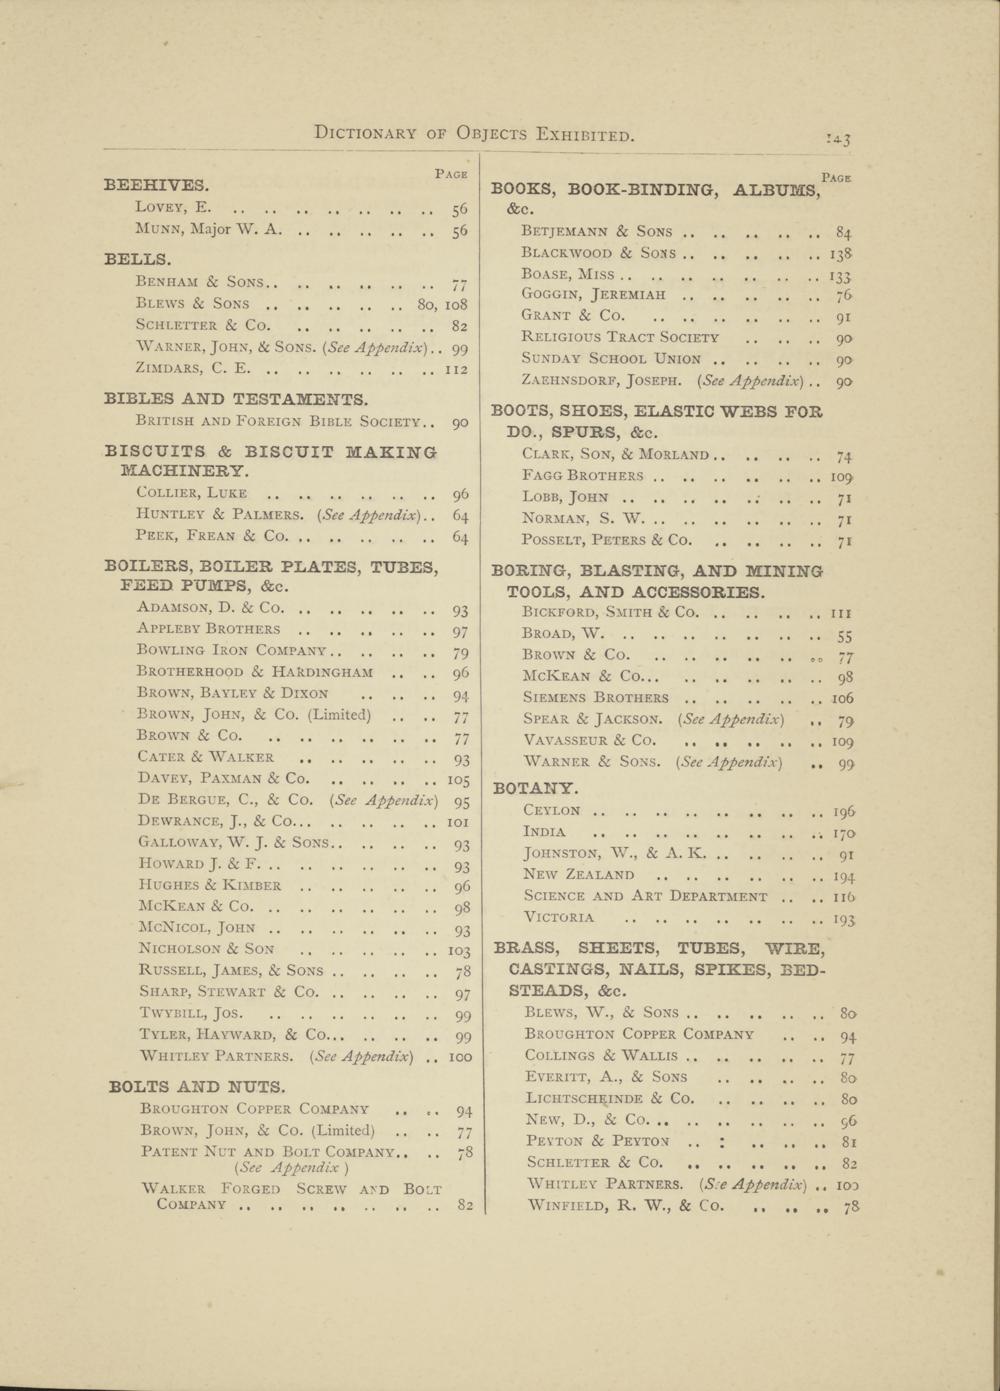 DICTIONARY OF OBJECTS EXHIBITED. 143
PAGE
BEEHIVES.
LOVEY, E. .. .. .. .. .. .. .. 56
MUNN, Major W. A. .. .. .. .. .. 56
BELLS.
BENHAM & SONS.. .. .. .. .. .. 77
BLEWS & SONS .. .. .. .. .. 80, 108
SCHLETTER & CO. .. .. .. .. .. 82
WARNER, JOHN, & SONS. (See Appendix).. 99
ZIMDARS, C. E. .. .. .. .. .. .. 112
BIBLES AND TESTAMENTS.
BRITISH AND FOREIGN BIBLE SOCIETY.. 90
BISCUITS & BISCUIT MAKING
MACHINERY.
COLLIER, LUKE .. .. .. .. .. .. 96
HUNTLEY & PALMERS. (See Appendix).. 64
PEEK, FREAN & CO. .. .. .. .. .. 64
BOILERS, BOILER PLATES, TUBES,
FEED PUMPS, &c.
ADAMSON, D. & CO. .. .. .. .. .. 93
APPLEBY BROTHERS .. .. .. .. .. 97
BOWLING IRON COMPANY.. .. .. .. 79
BROTHERHOOD & HARDINGHAM .. .. 96
BROWN, BAYLEY & DIXON .. .. .. 94
BROWN, JOHN, & CO. (Limited) .. .. 77
BROWN & CO. .. .. .. .. .. .. 77
CATER & WALKER .. .. .. .. .. 93
DAVEY, PAXMAN & CO. .. .. .. .. 105
DE BERGUE, C., & CO. (See Appendix) 95
DEWRANCE, J., & CO... .. .. .. .. 101
GALLOWAY, W. J. & SONS.. .. .. .. 93
HOWARD J. & F. .. .. .. .. .. .. 93
HUGHES & KIMBER .. .. .. .. .. 96
MCKEAN & CO. .. .. .. .. .. .. 98
MCNICOL, JOHN .. .. .. .. .. .. 93
NICHOLSON & SON .. .. .. .. .. 103
RUSSELL, JAMES, & SONS .. .. .. .. 78
SHARP, STEWART & CO. .. .. .. .. 97
TWYBILL, JOS. .. .. .. .. .. .. 99
TYLER, HAYWARD, & CO... .. .. .. 99
WHITLEY PARTNERS. (See Appendix) .. 100
BOLTS AND NUTS.
BROUGHTON COPPER COMPANY .. .. 94
BROWN, JOHN, & CO. (Limited) .. .. 77
PATENT NUT AND BOLT COMPANY.. .. 78
(See Appendix)
WALKER FORGED SCREW AND BOLT
COMPANY .. .. .. .. .. .. .. 82
PAGE
BOOKS, BOOK-BINDING, ALBUMS,
&c.
BETJEMANN & SONS .. .. .. .. .. 84
BLACKWOOD & SONS .. .. .. .. .. 138
BOASE, MISS .. .. .. .. .. .. .. 133
GOGGIN, JEREMIAH .. .. .. .. .. 76
GRANT & CO. .. .. .. .. .. .. 91
RELIGIOUS TRACT SOCIETY .. .. .. 90
SUNDAY SCHOOL UNION .. .. .. .. 90
ZAEHNSDORF, JOSEPH. (See Appendix) .. 90
BOOTS, SHOES, ELASTIC WEBS FOR
DO., SPURS, &c.
CLARK, SON, & MORLAND.. .. .. .. 74
FAGG BROTHERS .. .. .. .. .. .. 109
LOBB, JOHN .. .. .. .. .. .. .. 71
NORMAN, S. W. .. .. .. .. .. .. 71
POSSELT, PETERS & CO. .. .. .. .. 71
BORING, BLASTING, AND MINING
TOOLS, AND ACCESSORIES.
BICKFORD, SMITH & CO. .. .. .. .. 111
BROAD, W. .. .. .. .. .. .. .. 55
BROWN & CO. .. .. .. .. .. .. 77
MCKEAN & CO... .. .. .. .. .. 98
SIEMENS BROTHERS .. .. .. .. .. 106
SPEAR & JACKSON. (See Appendix) .. 79
VAVASSEUR & CO. .. .. .. .. .. 109
WARNER & SONS. (See Appendix) .. 99
BOTANY.
CEYLON .. .. .. .. .. .. .. .. 196
INDIA .. .. .. .. .. .. .. .. 170
JOHNSTON, W., & A. K. .. .. .. .. 91
NEW ZEALAND .. .. .. .. .. .. 194
SCIENCE AND ART DEPARTMENT .. .. 116
VICTORIA .. .. .. .. .. .. .. 193
BRASS, SHEETS, TUBES, WIRE,
CASTINGS, NAILS, SPIKES, BED-
STEADS, &c.
BLEWS, W., & SONS .. .. .. .. .. 80
BROUGHTON COPPER COMPANY .. .. 94
COLLINGS & WALLIS .. .. .. .. .. 77
EVERITT, A., & SONS .. .. .. .. 80
LICHTSCHEINDE & CO. .. .. .. .. 80
NEW, D., & CO. .. .. .. .. .. .. 96
PEYTON & PEYTON .. : .. .. .. 81
SCHLETTER & CO. .. .. .. .. .. 82
WHITLEY PARTNERS. (See Appendix) .. 100
WINFIELD, R. W., & CO. .. .. .. 78